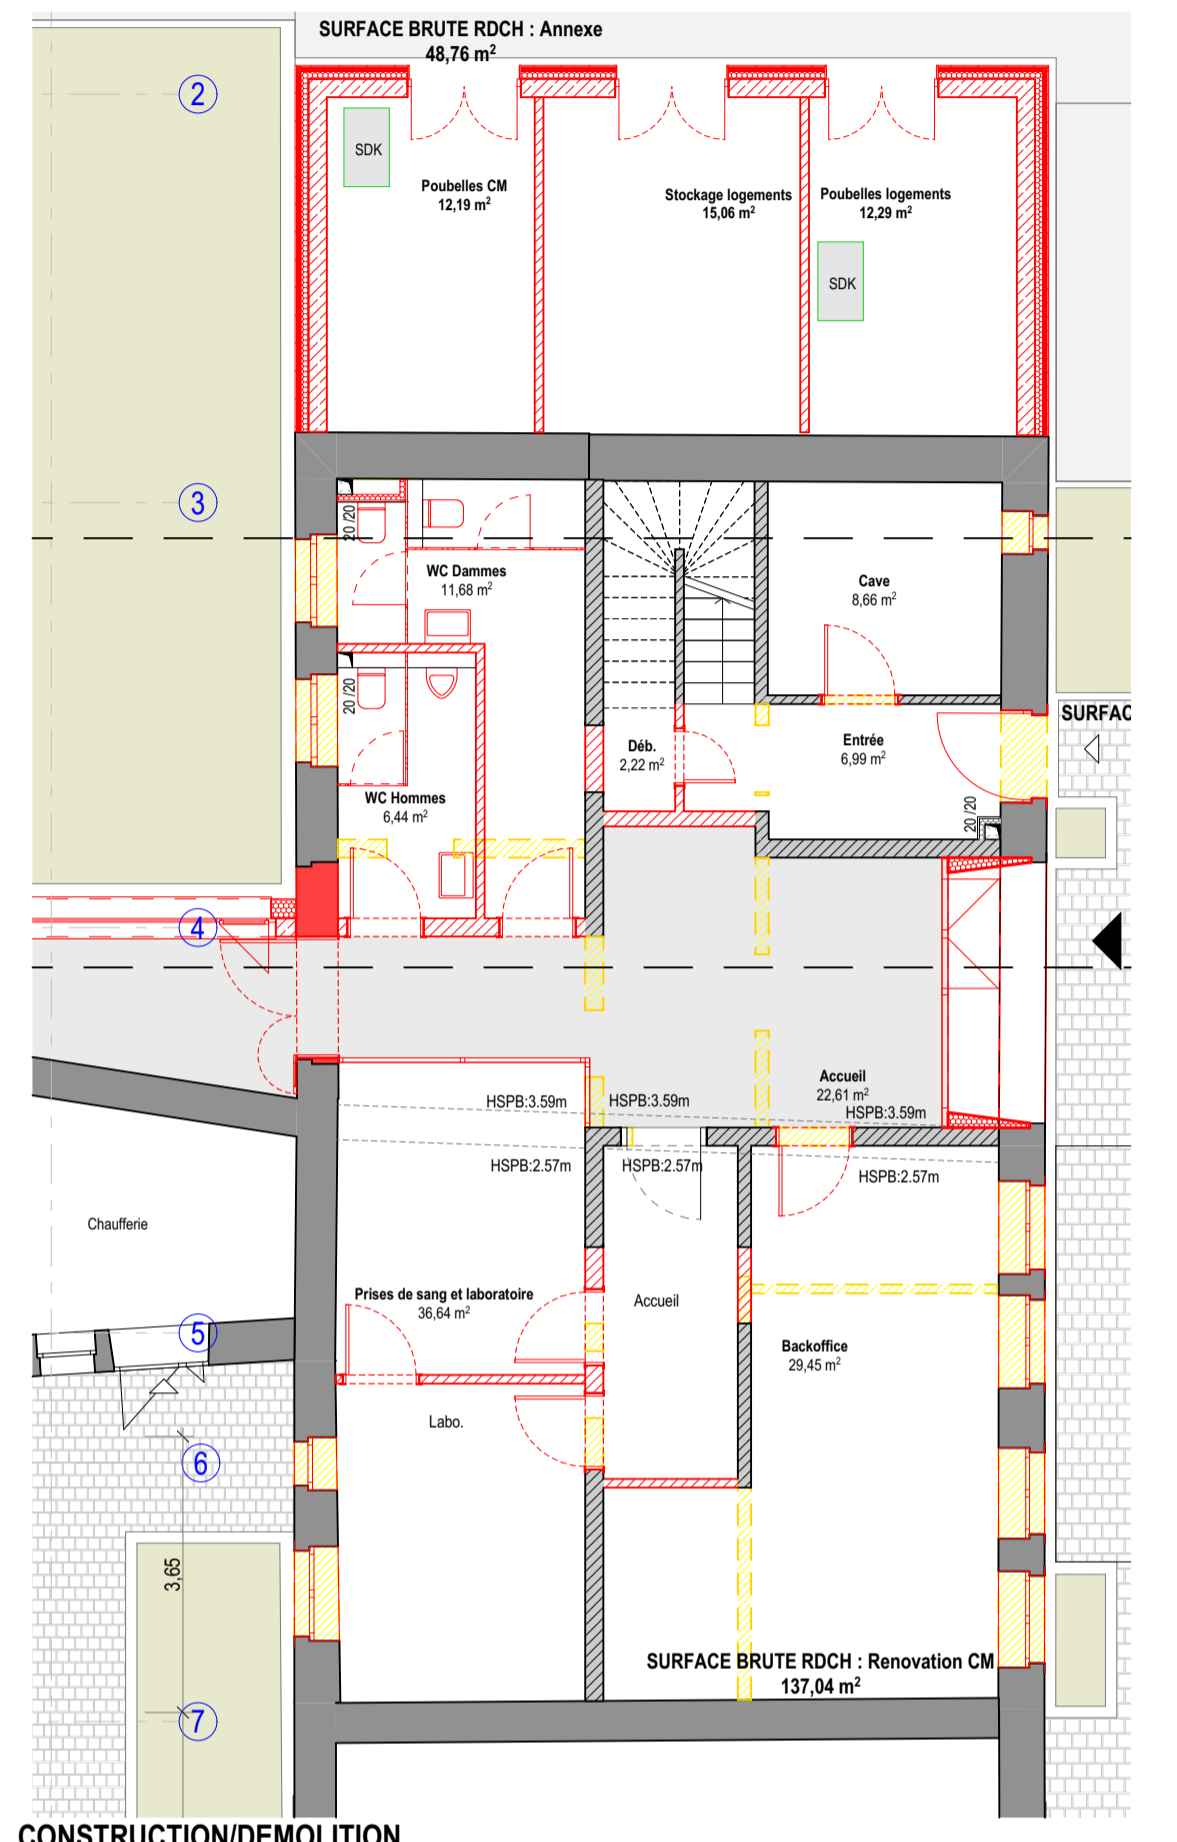 SURFACE BRUTE RDCH : Annexe
48,76 m²
2
SDK
Poubelles CM
12,19 m²
Stockage logements
15,06 m²
Poubelles logements
12,29 m²
SDK
3
20 /20
WC Dammes
11,68 m²
Cave
8,66 m²
20 /20
SURFAC
Déb.
2,22 m²
Entrée
6,99 m²
WC Hommes
6,44 m²
20 /20
4
Accueil
22,61 m²
HSPB:3.59m
HSPB:3.59m
HSPB:3.59m
HSPB:2.57m
HSPB:2.57m
HSPB:2.57m
Chaufferie
Prises de sang et laboratoire
36,64 m²
Accueil
5
Backoffice
29,45 m²
Labo.
6
3,65
SURFACE BRUTE RDCH : Renovation CM
137,04 m²
7
CONSTRUCTION/DEMOLITION